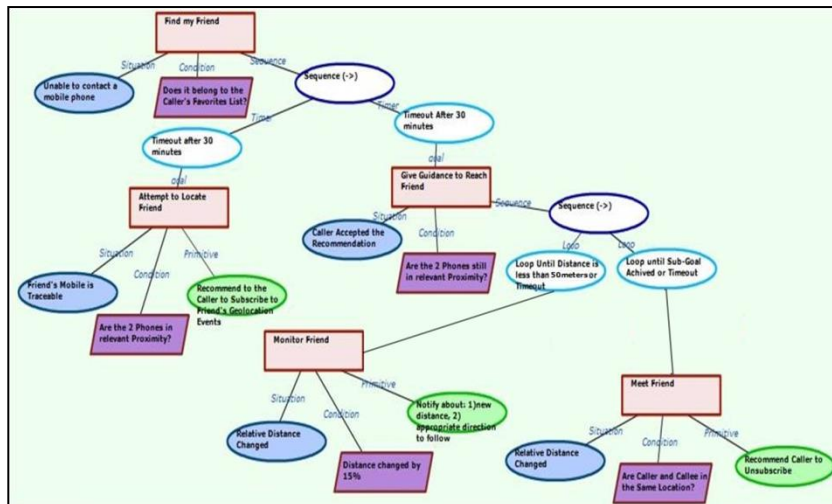 Find my Friend
Situation
Condition
Sequence
Sequence (->)
Unable to contact a
mobile phone
Does it belong to the
Caller's Favorites List?
Timer
Timer
Timeout After 30
minutes
Timeout after 30
minutes
oal
oal
Attempt to Locate
Friend
Give Guidance to Reach
Friend
Sequence
Sequence (->)
Situation
Condition
Caller Accepted the
Recommendation
Loop
Loop
Situation
Condition
Primitive
Are the 2 Phones still
in relevant Proximity?
Loop Until Distance is
less than 50meters or
Timeout
Loop until Sub-Goal
Achived or Timeout
Friend's Mobile is
Traceable
Recommend to the
Caller to Subscribe to
Friend's Geolocation
Events
Are the 2 Phones in
relevant Proximity?
Monitor Friend
Situation
Condition
Primitive
Meet Friend
Relative Distance
Changed
Notify about: 1)new
distance, 2)
appropriate direction
to follow
Distance changed by
15%
Situation
Condition
Primitive
Relative Distance
Changed
Are Caller and Callee in
the Same Location?
Recommend Caller to
Unsubscribe